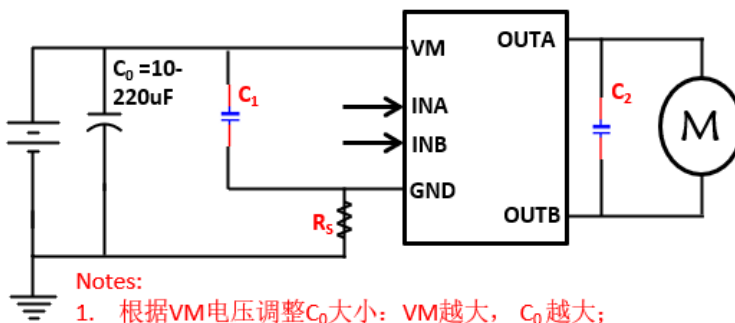 C₀ =10-
220uF
C₁
VM
INA
INB
GND
OUTA
OUTB
C₂
M
Rs
Notes:
1. 根据VM电压调整C₀大小：VM越大， C₀越大；